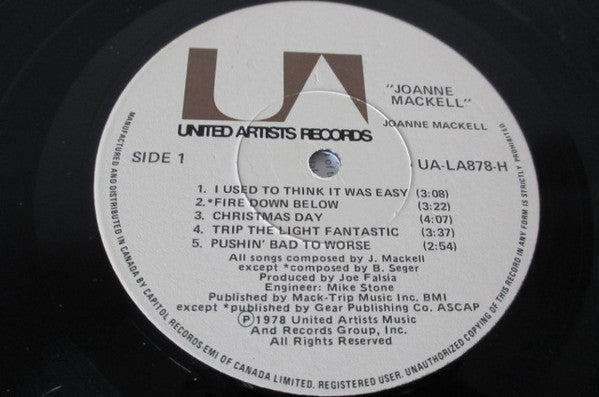 UA
UNITED ARTISTS RECORDS
"JOANNE
MACKELL"
JOANNE MACKELL
SIDE 1
UA-LA878-H
1. I USED TO THINK IT WAS EASY (3:08)
2.*FIRE DOWN BELOW (3:22)
3. CHRISTMAS DAY (4:07)
4. TRIP THE LIGHT FANTASTIC (3:37)
5. PUSHIN' BAD TO WORSE (2:54)
All songs composed by J. Mackell
except *composed by B. Seger
Produced by Joe Falsia
Engineer: Mike Stone
Published by Mack-Trip Music Inc. BMI
except *published by Gear Publishing Co. ASCAP
Ⓟ1978 United Artists Music
And Records Group, Inc.
All Rights Reserved
MANUFACTURED AND DISTRIBUTED IN CANADA BY CAPITOL RECORDS-EMI OF CANADA LIMITED. REGISTERED USER. UNAUTHORIZED COPYING OF THIS RECORD IN ANY FORM IS STRICTLY PROHIBITED.